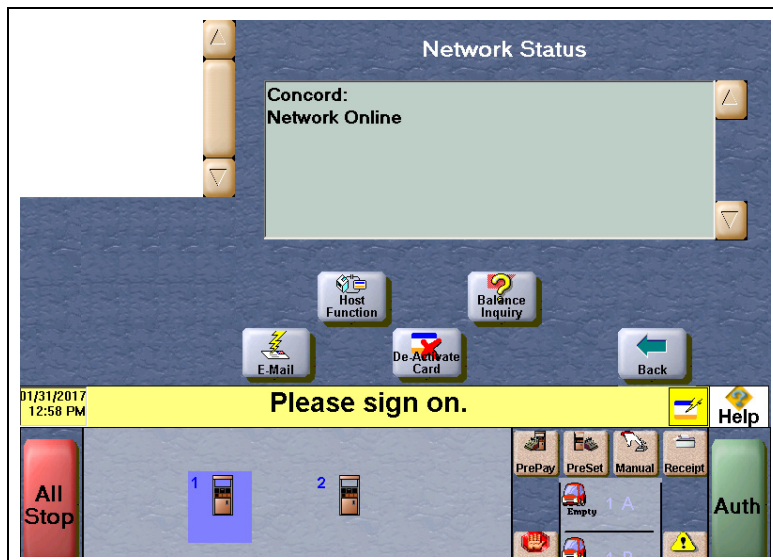 Network Status
Concord:
Network Online
Host
Function
Balance
Inquiry
E-Mail
De-Activate
Card
Back
01/31/2017
12:58 PM
Please sign on.
Help
All
Stop
1
2
PrePay
PreSet
Manual
Receipt
Empty
1 A
Auth